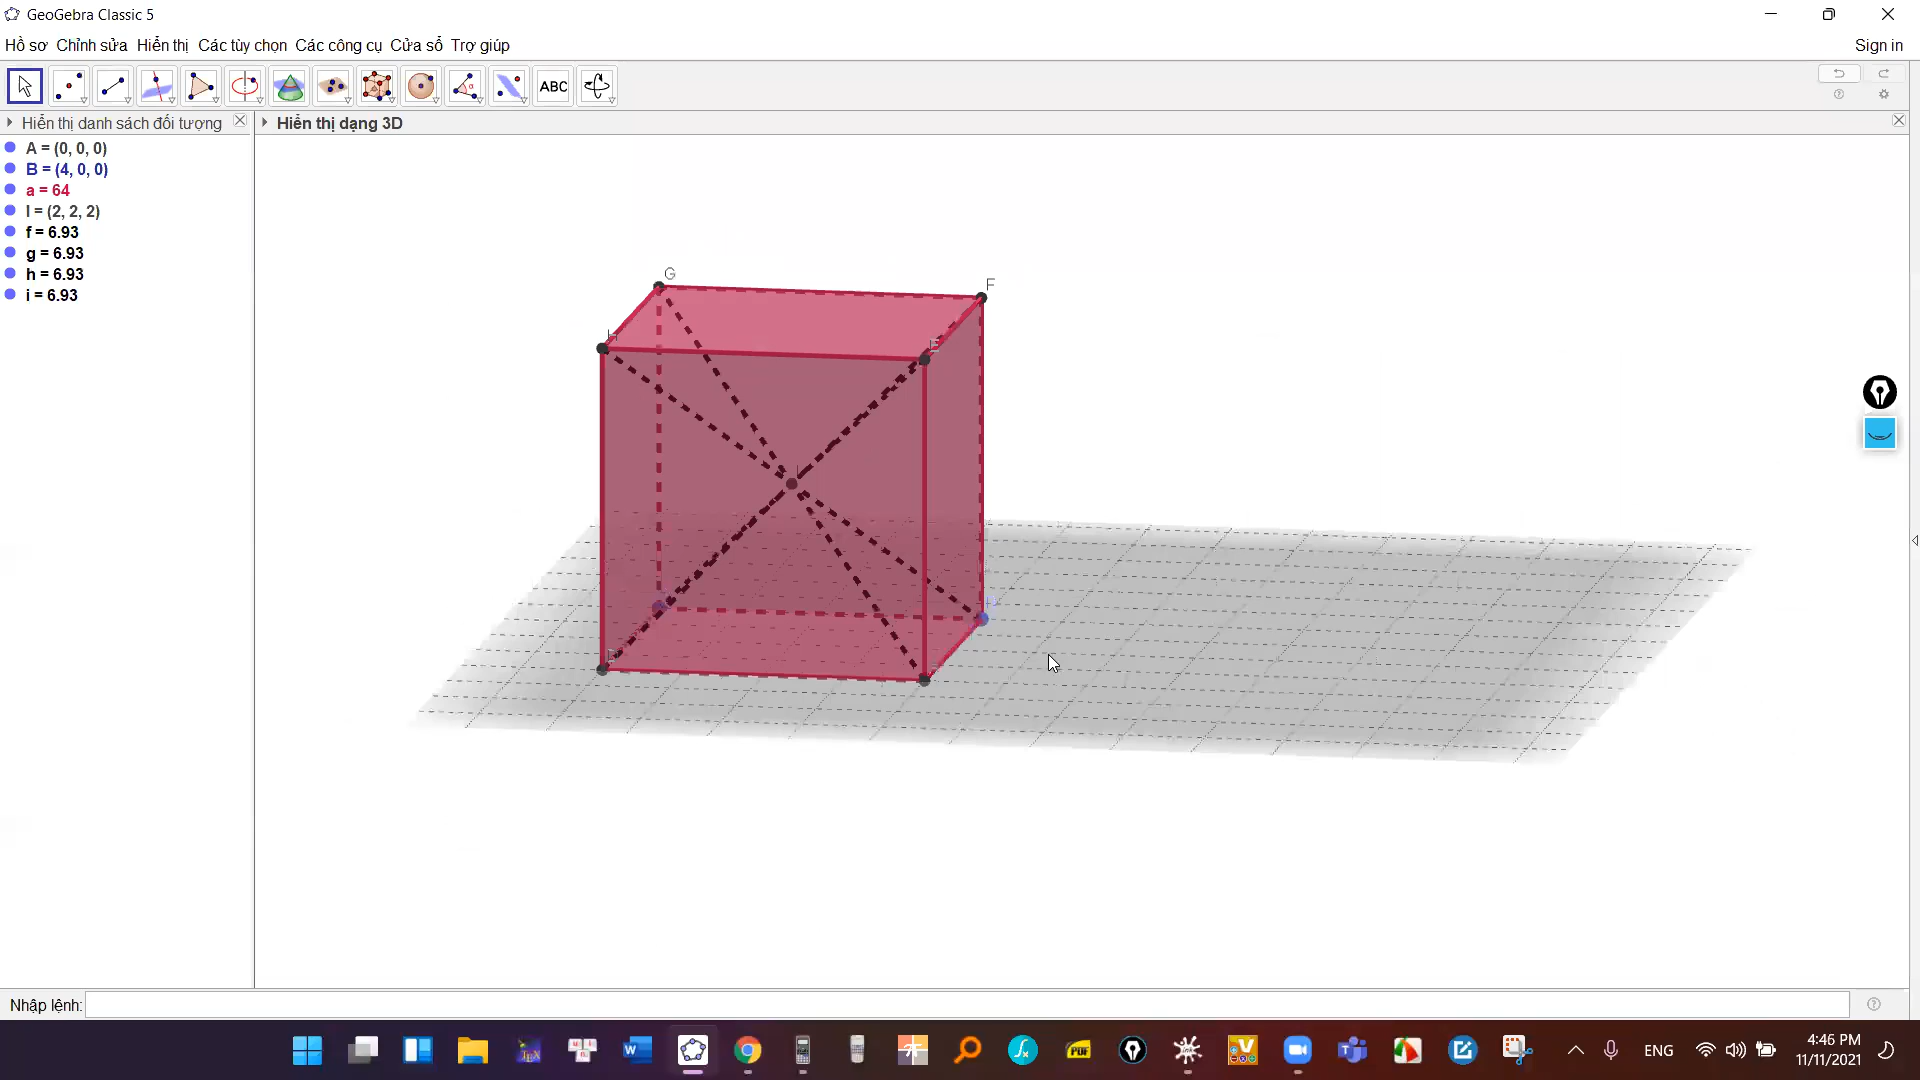 GeoGebra Classic 5
Hồ sơ Chỉnh sửa Hiển thị Các tùy chọn Các công cụ Cửa sổ Trợ giúp
Sign in
ABC
Hiển thị danh sách đối tượng
Hiển thị dạng 3D
A = (0, 0, 0)
B = (4, 0, 0)
a = 64
I = (2, 2, 2)
f = 6.93
g = 6.93
h = 6.93
i = 6.93
G
F
H
E
I
Nhập lệnh:
ENG
4:46 PM
11/11/2021